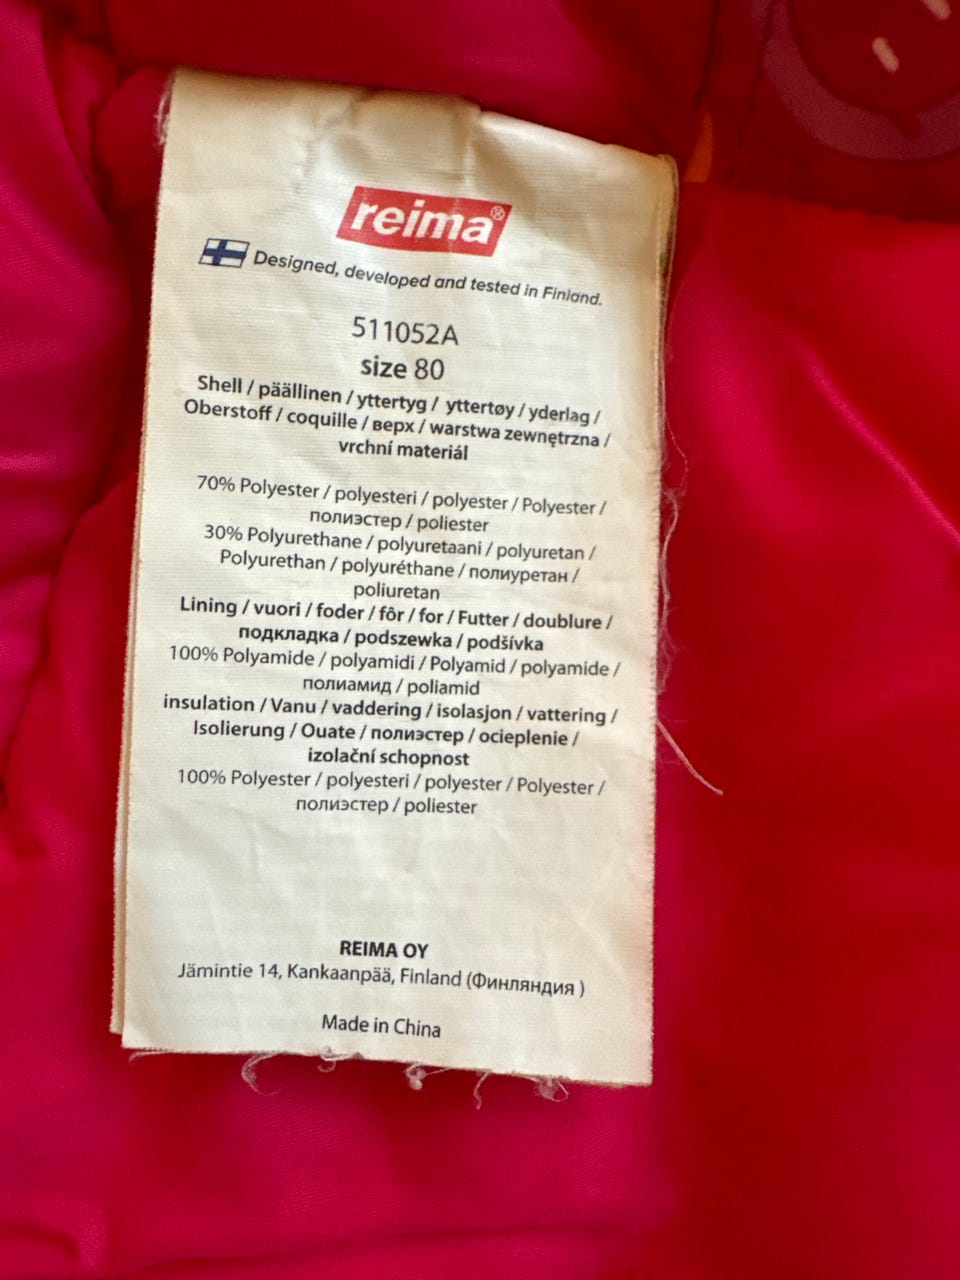 reima®
Designed, developed and tested in Finland.
511052A
size 80
Shell / päällinen / yttertyg / yttertøy / yderlag /
Oberstoff / coquille / верх / warstwa zewnętrzna /
vrchní materiál
70% Polyester / polyesteri / polyester / Polyester /
полиэстер / poliester
30% Polyurethane / polyuretaani / polyuretan /
Polyurethan / polyuréthane / полиуретан /
poliuretan
Lining / vuori / foder / fôr / for / Futter / doublure /
подкладка / podszewka / podšívka
100% Polyamide / polyamidi / Polyamid / polyamide /
полиамид / poliamid
insulation / Vanu / vaddering / isolasjon / vattering /
Isolierung / Ouate / полиэстер / ocieplenie /
izolační schopnost
100% Polyester / polyesteri / polyester / Polyester /
полиэстер / poliester
REIMA OY
Jämintie 14, Kankaanpää, Finland (Финляндия )
Made in China